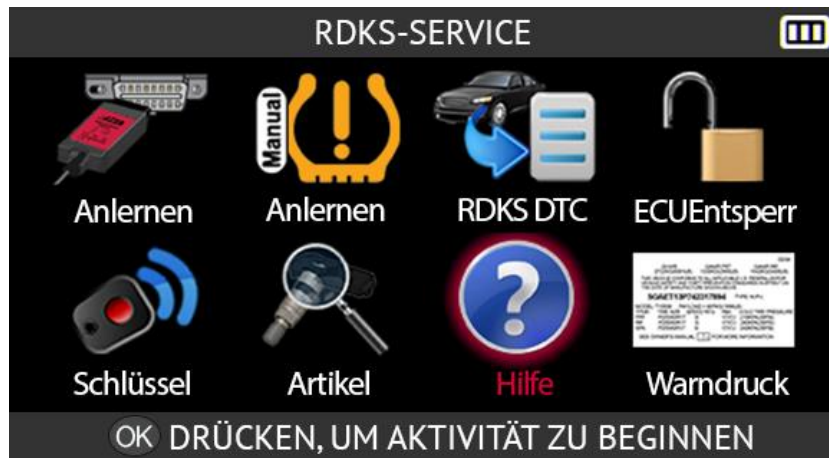 RDKS-SERVICE
Manual
Anlernen
Anlernen
RDKS DTC
ECUEntsperr
Schlüssel
Artikel
Hilfe
Warndruck
OK DRÜCKEN, UM AKTIVITÄT ZU BEGINNEN